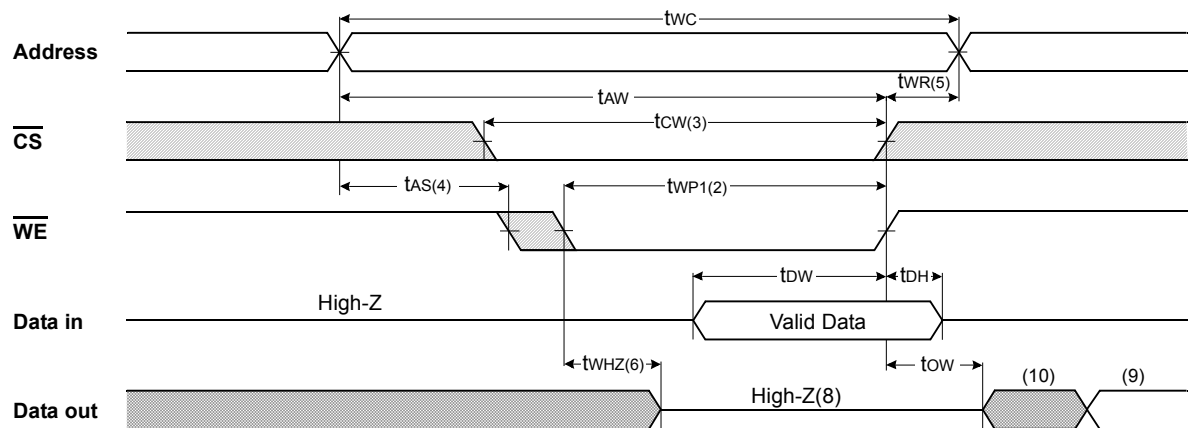 tWC
Address
tWR(5)
tAW
tCW(3)
CS
tAS(4)
tWP1(2)
WE
tDW
tDH
High-Z
Data in
Valid Data
tWHZ(6)
tOW
(10)
(9)
High-Z(8)
Data out